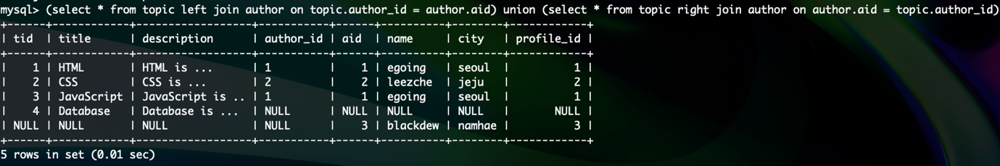 mysql> (select * from topic left join author on topic.author_id = author.aid) union (select * from topic right join author on author.aid = topic.author_id)
+------+------------+-------------------+-----------+------+----------+--------+------------+
| tid  | title      | description       | author_id | aid  | name     | city   | profile_id |
+------+------------+-------------------+-----------+------+----------+--------+------------+
|    1 | HTML       | HTML is ...       | 1         |    1 | egoing   | seoul  |          1 |
|    2 | CSS        | CSS is ...        | 2         |    2 | leezche  | jeju   |          2 |
|    3 | JavaScript | JavaScript is ..  | 1         |    1 | egoing   | seoul  |          1 |
|    4 | Database   | Database is ...   | NULL      | NULL | NULL     | NULL   |       NULL |
| NULL | NULL       | NULL              | NULL      |    3 | blackdew | namhae |          3 |
+------+------------+-------------------+-----------+------+----------+--------+------------+
5 rows in set (0.01 sec)